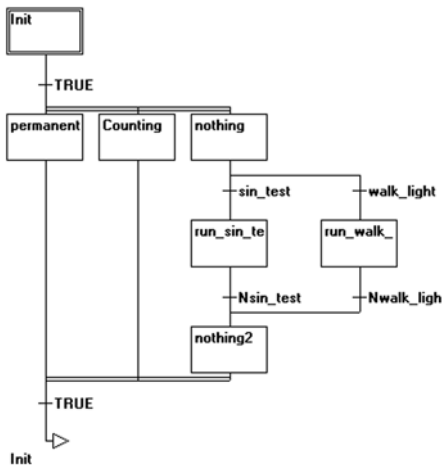 Init
TRUE
permanent Counting nothing
sin_test walk_light
run_sin_te run_walk_
Nsin_test Nwalk_ligh
nothing2
TRUE
Init